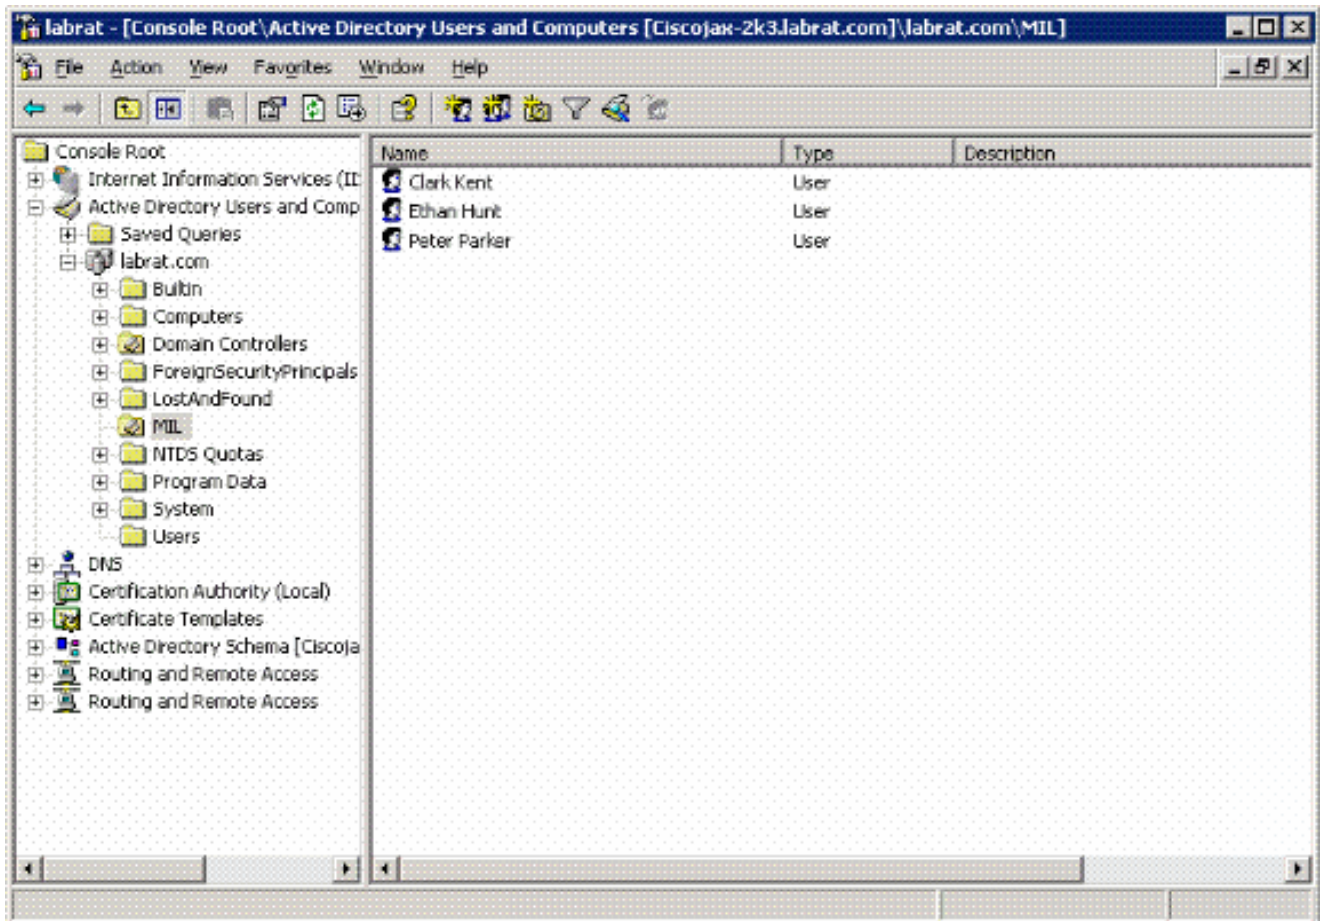 labrat - [Console Root\Active Directory Users and Computers [Ciscojax-2k3.labrat.com]\labrat.com\MIL]
File Action View Favorites Window Help
Console Root
Internet Information Services (II
Active Directory Users and Comp
Saved Queries
labrat.com
Builtin
Computers
Domain Controllers
ForeignSecurityPrincipals
LostAndFound
MIL
NTDS Quotas
Program Data
System
Users
DNS
Certification Authority (Local)
Certificate Templates
Active Directory Schema [Ciscoja
Routing and Remote Access
Routing and Remote Access
Name Type Description
Clark Kent User
Ethan Hunt User
Peter Parker User